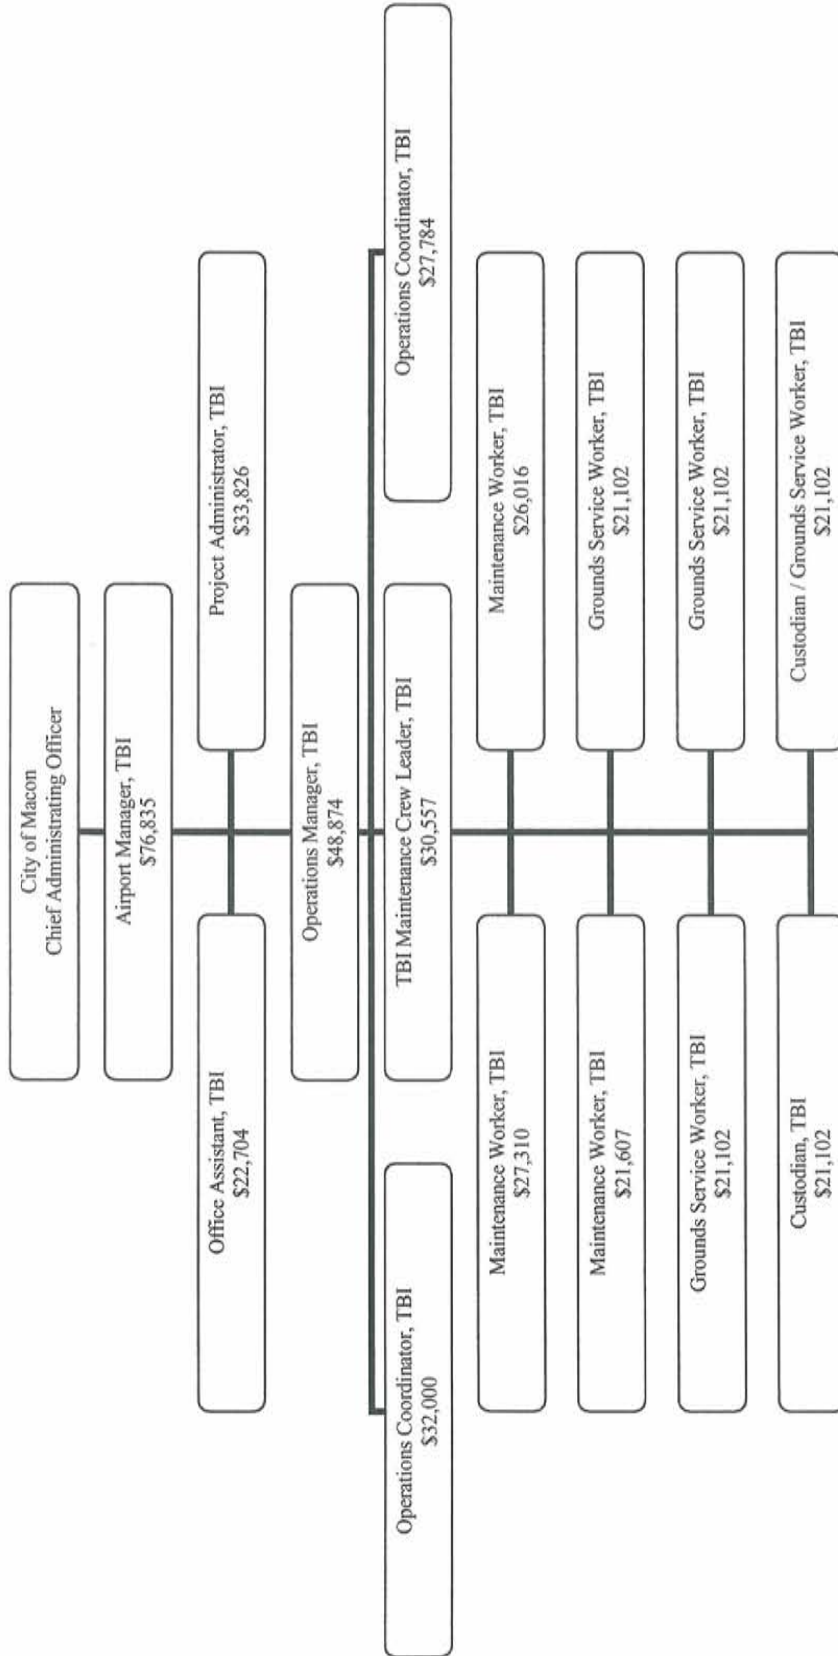 City of Macon
Chief Administrating Officer
Airport Manager, TBI
$76,835
Office Assistant, TBI
$22,704
Project Administrator, TBI
$33,826
Operations Manager, TBI
$48,874
Operations Coordinator, TBI
$32,000
TBI Maintenance Crew Leader, TBI
$30,557
Operations Coordinator, TBI
$27,784
Maintenance Worker, TBI
$27,310
Maintenance Worker, TBI
$26,016
Maintenance Worker, TBI
$21,607
Grounds Service Worker, TBI
$21,102
Grounds Service Worker, TBI
$21,102
Grounds Service Worker, TBI
$21,102
Custodian, TBI
$21,102
Custodian / Grounds Service Worker, TBI
$21,102